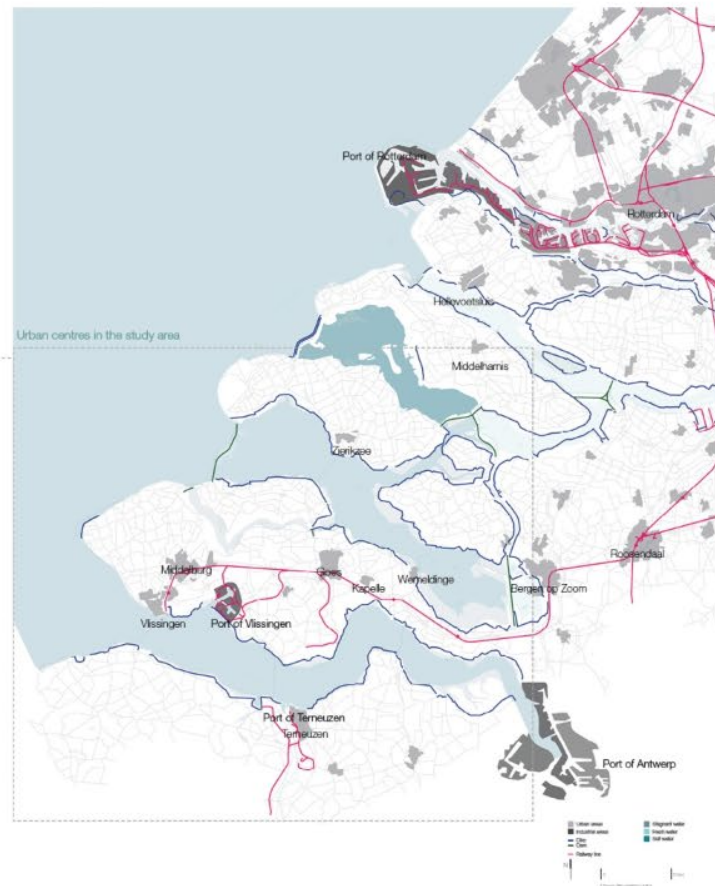 Port of Rotterdam
Rotterdam
Hellevoetsluis
Urban centres in the study area
Middelharnis
Zierikzee
Roosendaal
Middelburg
Goes
Kapelle
Wemeldinge
Bergen op Zoom
Vlissingen
Port of Vlissingen
Port of Terneuzen
Terneuzen
Port of Antwerp
Urban areas
Industrial areas
Dike
Dam
Railway line
Stagnant water
Fresh water
Salt water
N